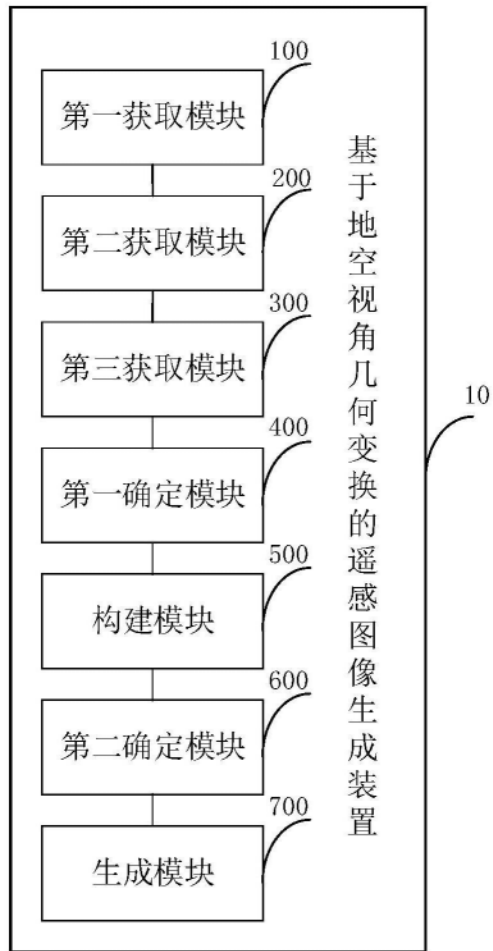 100
第一获取模块
200
第二获取模块
300
第三获取模块
400
第一确定模块
500
构建模块
600
第二确定模块
700
生成模块
基于地空视角几何变换的遥感图像生成装置
10